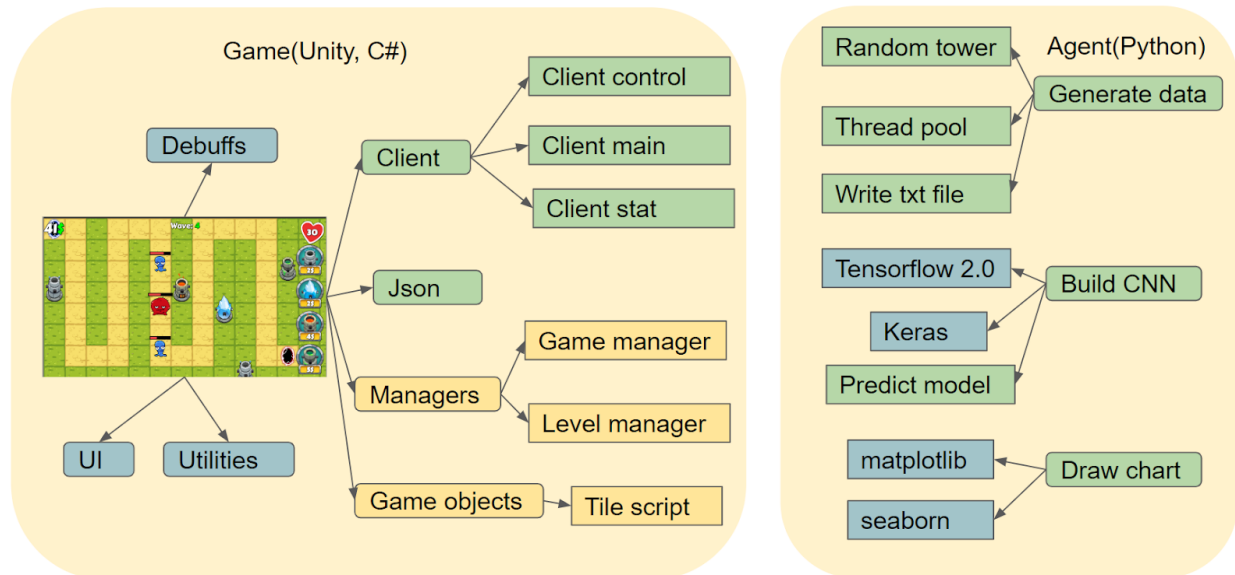 Game(Unity, C#)
Debuffs
Wave: 4
30
UI
Utilities
Client
Client control
Client main
Client stat
Json
Managers
Game manager
Level manager
Game objects
Tile script
Agent(Python)
Random tower
Thread pool
Write txt file
Generate data
Tensorflow 2.0
Keras
Predict model
Build CNN
matplotlib
seaborn
Draw chart